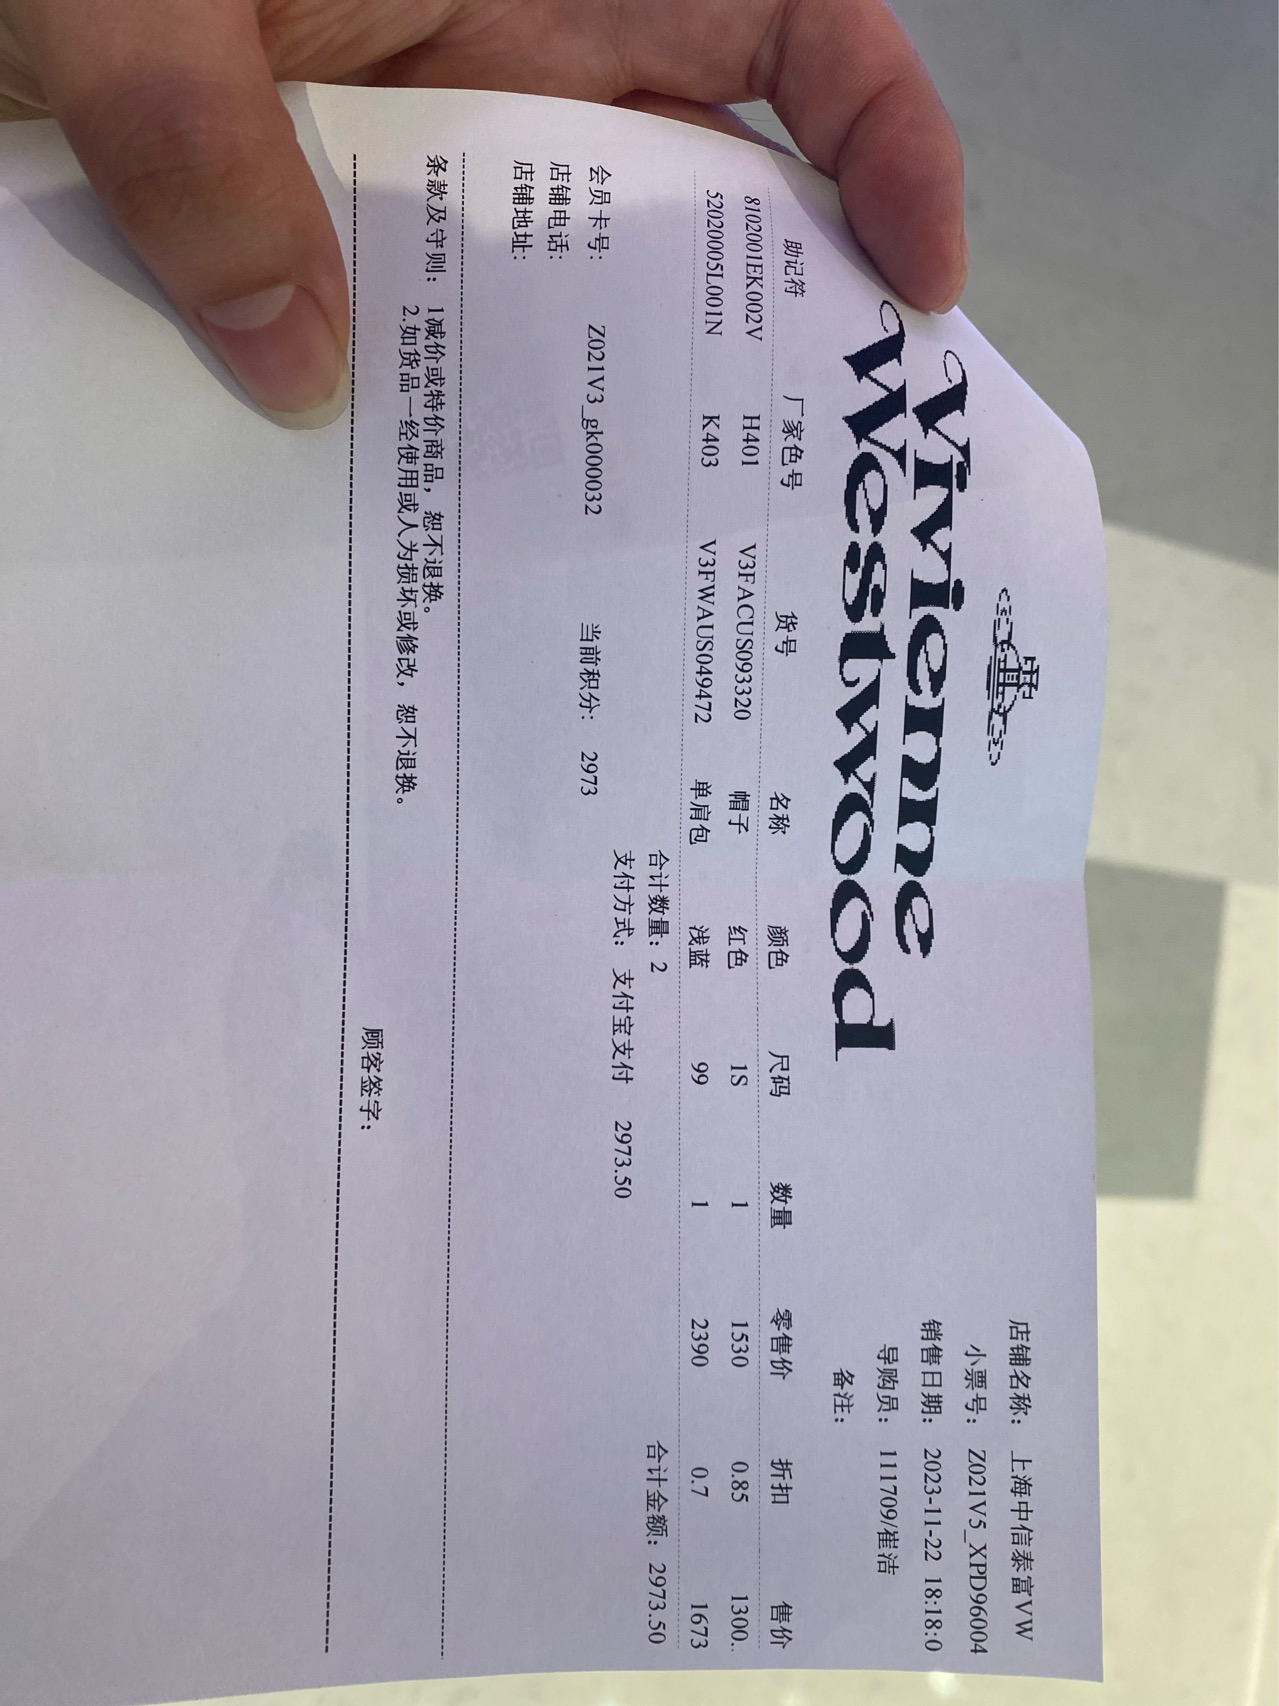 Vivienne
Westwood
店铺名称: 上海中信泰富VW
小票号: Z021V5_XPD96004
销售日期: 2023-11-22 18:18:0
导购员: 111709/崔洁
备注:
助记符 厂家色号 货号 名称 颜色 尺码 数量 零售价 折扣 售价
8102001EK002V H401 V3FACUS093320 帽子 红色 1S 1 1530 0.85 1300..
52020005L001N K403 V3FWAUS049472 单肩包 浅蓝 99 1 2390 0.7 1673
合计数量: 2 合计金额: 2973.50
支付方式: 支付宝支付 2973.50
会员卡号: Z021V3_gk000032 当前积分: 2973
店铺电话:
店铺地址:
条款及守则: 1减价或特价商品，恕不退换。
2.如货品一经使用或人为损坏或修改，恕不退换。
顾客签字: